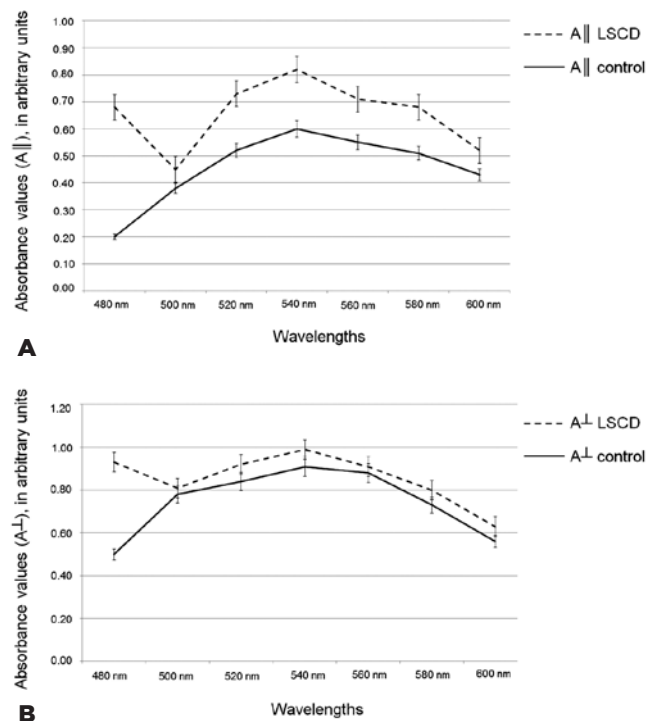 Absorbance values (A||), in arbitrary units
1.00
0.90
0.80
0.70
0.60
0.50
0.40
0.30
0.20
0.10
0.00
480 nm 500 nm 520 nm 540 nm 560 nm 580 nm 600 nm
Wavelengths
A|| LSCD
A|| control
A
Absorbance values (A⊥), in arbitrary units
1.20
1.00
0.80
0.60
0.40
0.20
0.00
480 nm 500 nm 520 nm 540 nm 560 nm 580 nm 600 nm
Wavelengths
A⊥ LSCD
A⊥ control
B